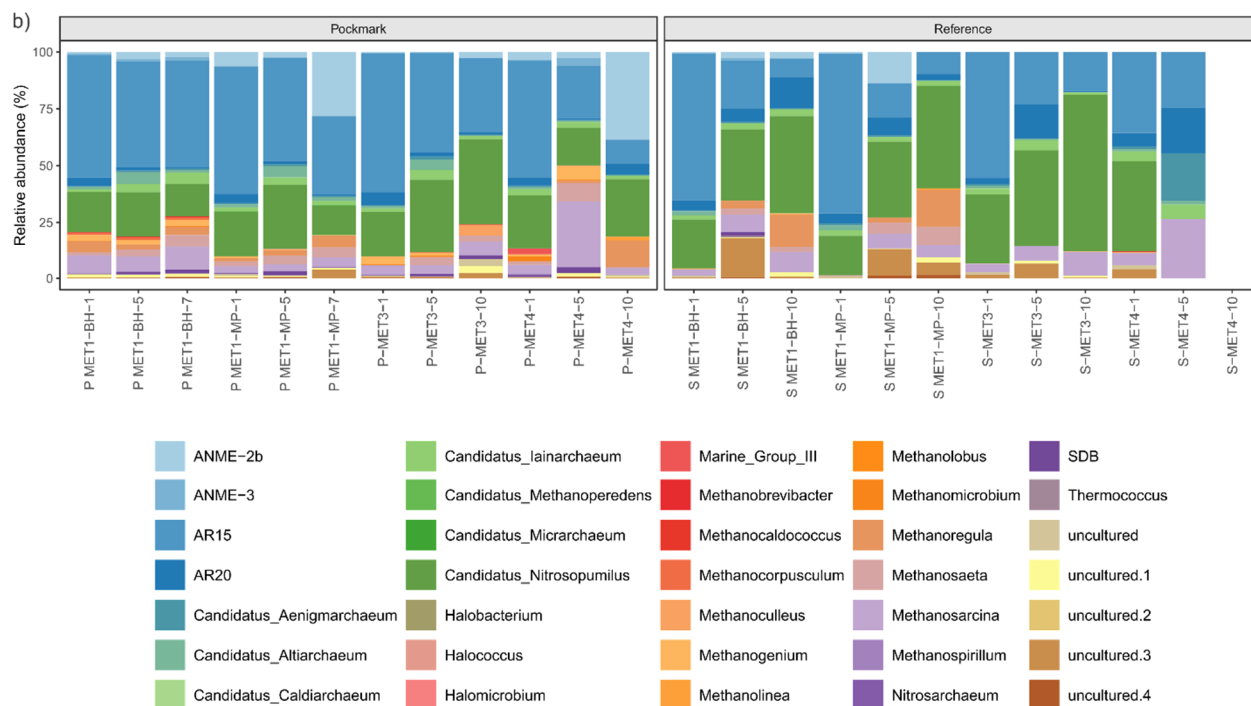 b)
Pockmark
Reference
Relative abundance (%)
100
75
50
25
0
P MET1-BH-1
P MET1-BH-5
P MET1-BH-7
P MET1-MP-1
P MET1-MP-5
P MET1-MP-7
P-MET3-1
P-MET3-5
P-MET3-10
P-MET4-1
P-MET4-5
P-MET4-10
S MET1-BH-1
S MET1-BH-5
S MET1-BH-10
S MET1-MP-1
S MET1-MP-5
S MET1-MP-10
S-MET3-1
S-MET3-5
S-MET3-10
S-MET4-1
S-MET4-5
S-MET4-10
ANME-2b
ANME-3
AR15
AR20
Candidatus_Aenigmarchaeum
Candidatus_Altiarchaeum
Candidatus_Caldiarchaeum
Candidatus_Iainarchaeum
Candidatus_Methanoperedens
Candidatus_Micrarchaeum
Candidatus_Nitrosopumilus
Halobacterium
Halococcus
Halomicrobium
Marine_Group_III
Methanobrevibacter
Methanocaldococcus
Methanocorpusculum
Methanoculleus
Methanogenium
Methanolinea
Methanolobus
Methanomicrobium
Methanoregula
Methanosaeta
Methanosarcina
Methanospirillum
Nitrosarchaeum
SDB
Thermococcus
uncultured
uncultured.1
uncultured.2
uncultured.3
uncultured.4